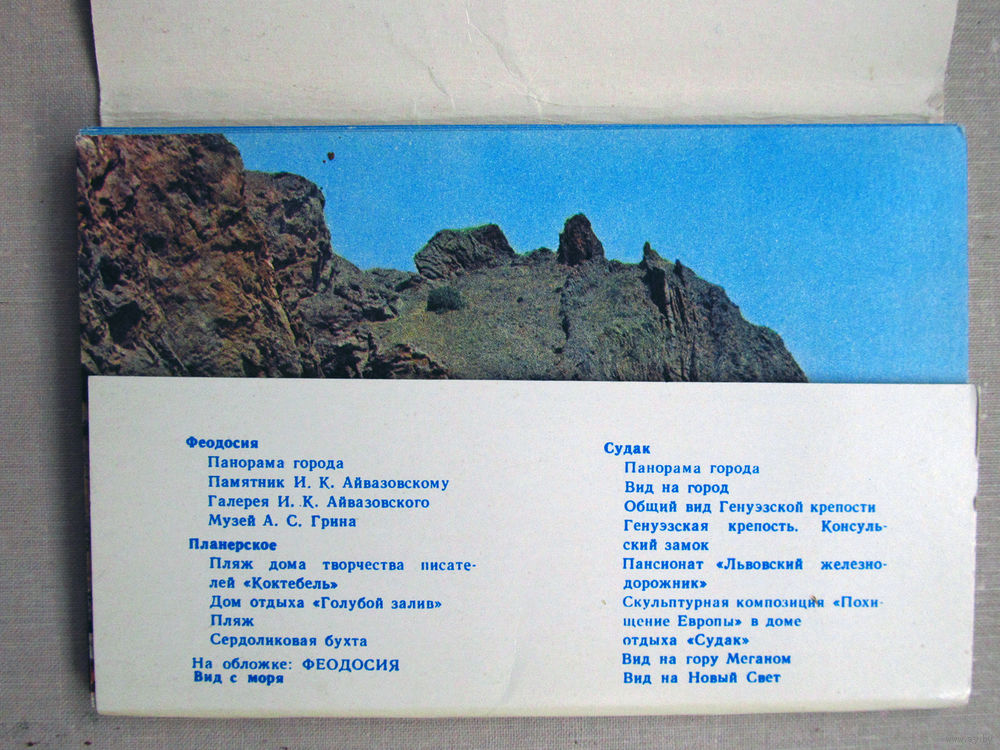 Феодосия
Панорама города
Памятник И. К. Айвазовскому
Галерея И. К. Айвазовского
Музей А. С. Грина
Планерское
Пляж дома творчества писате-
лей «Коктебель»
Дом отдыха «Голубой залив»
Пляж
Сердоликовая бухта
На обложке: ФЕОДОСИЯ
Вид с моря
Судак
Панорама города
Вид на город
Общий вид Генуэзской крепости
Генуэзская крепость. Консуль-
ский замок
Пансионат «Львовский железно-
дорожник»
Скульптурная композиция «Похи-
щение Европы» в доме
отдыха «Судак»
Вид на гору Меганом
Вид на Новый Свет